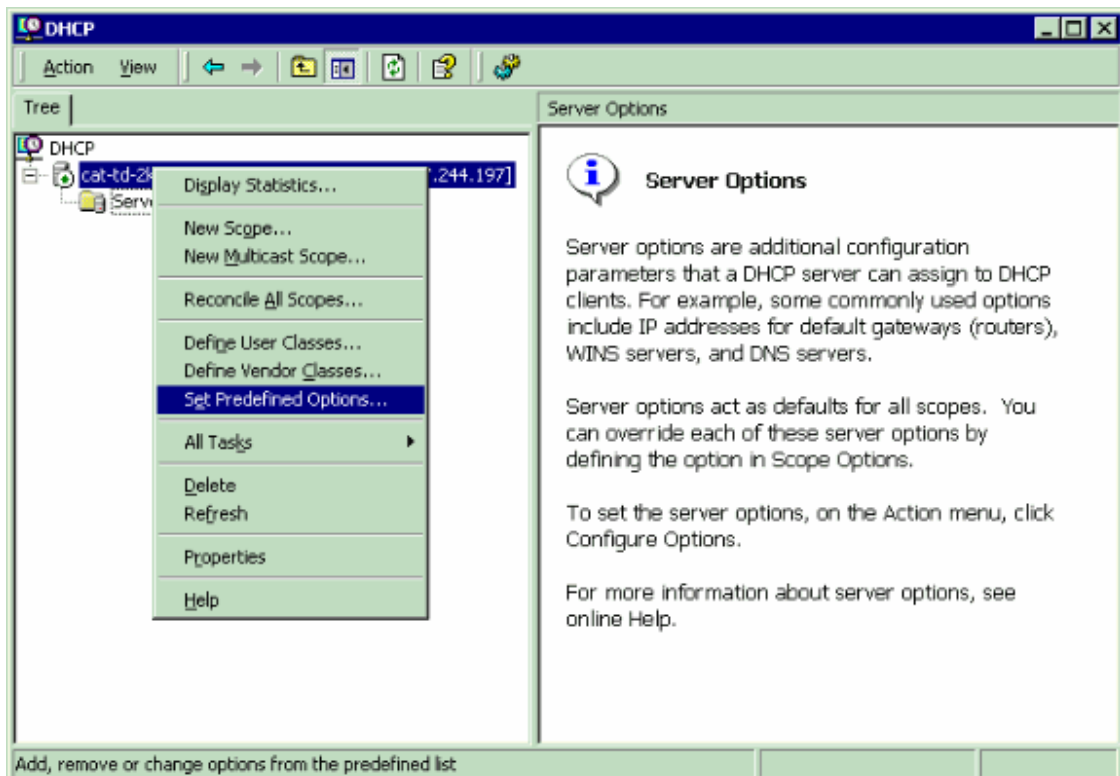 DHCP
Action View
Tree
Server Options
DHCP
cat-td-2k
.244.197]
Serve
Display Statistics...
New Scope...
New Multicast Scope...
Reconcile All Scopes...
Define User Classes...
Define Vendor Classes...
Set Predefined Options...
All Tasks
Delete
Refresh
Properties
Help
Server Options
Server options are additional configuration
parameters that a DHCP server can assign to DHCP
clients. For example, some commonly used options
include IP addresses for default gateways (routers),
WINS servers, and DNS servers.
Server options act as defaults for all scopes. You
can override each of these server options by
defining the option in Scope Options.
To set the server options, on the Action menu, click
Configure Options.
For more information about server options, see
online Help.
Add, remove or change options from the predefined list